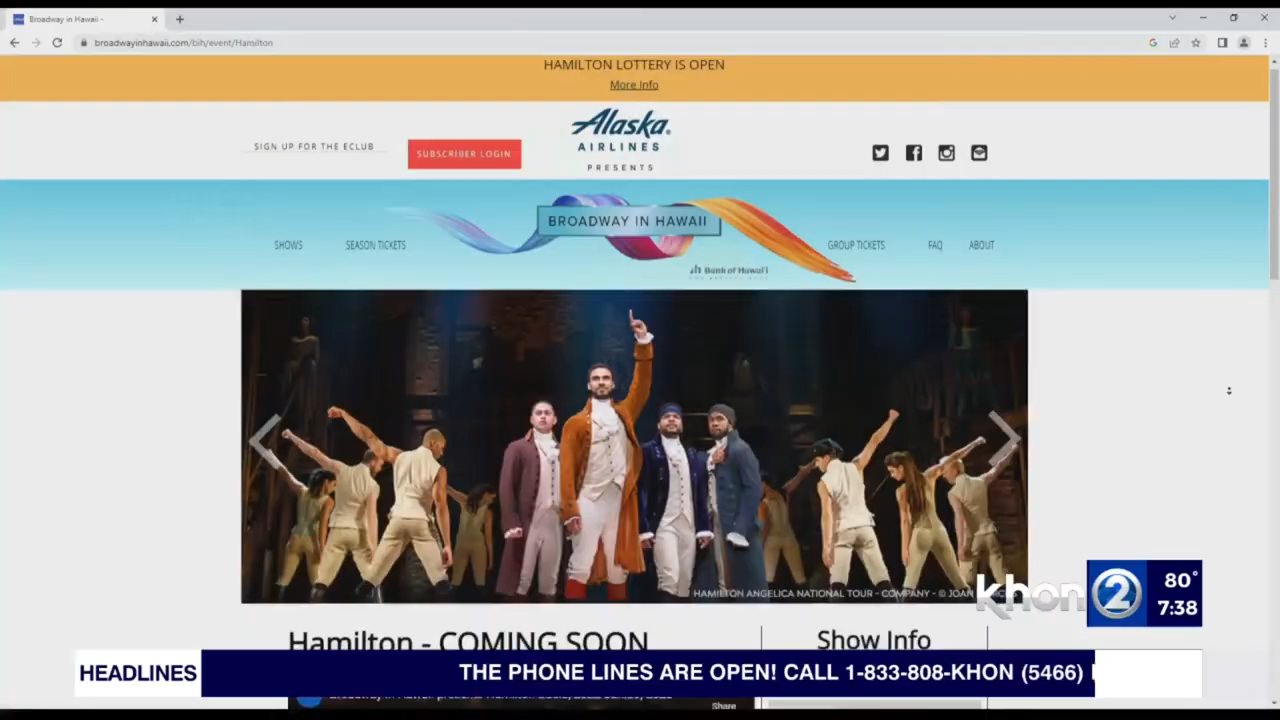 Broadway in Hawaii -
broadwayinhawaii.com/bih/event/Hamilton
HAMILTON LOTTERY IS OPEN
More Info
Alaska
AIRLINES
PRESENTS
SIGN UP FOR THE ECLUB
SUBSCRIBER LOGIN
BROADWAY IN HAWAII
SHOWS
SEASON TICKETS
GROUP TICKETS
FAQ
ABOUT
Bank of Hawai'i
HAMILTON ANGELICA NATIONAL TOUR - COMPANY - © JOAN
khon 2
80°
7:38
Hamilton - COMING SOON
Show Info
HEADLINES
THE PHONE LINES ARE OPEN! CALL 1-833-808-KHON (5466)
Share